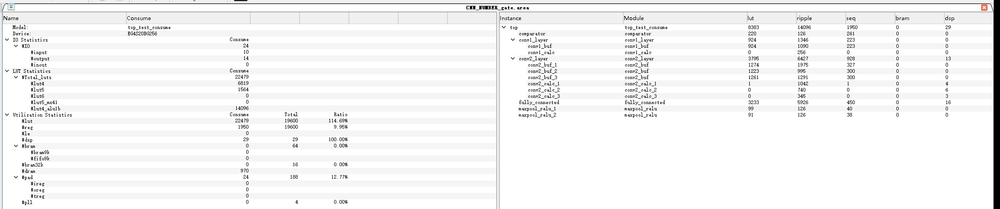 CNN_NUMBER_gate.area
Name Consume
Model: top_test_consume
Device: EG4S20BG256
IO Statistics Consume
#IO 24
#input 10
#output 14
#inout 0
LUT Statistics Consume
#Total_luts 22479
#lut4 6819
#lut5 1564
#lut6 0
#lut5_mx41 0
#lut4_alu1b 14096
Utilization Statistics Consume Total Ratio
#lut 22479 19600 114.69%
#reg 1950 19600 9.95%
#le 0
#dsp 29 29 100.00%
#bram 0 64 0.00%
#bram9k 0
#fifo9k 0
#bram32k 0 16 0.00%
#dram 970
#pad 24 188 12.77%
#ireg 0
#oreg 0
#treg 0
#pll 0 4 0.00%
Instance Module lut ripple seq bram dsp
top top_test_consume 8383 14096 1950 0 29
comparator comparator 220 126 261 0 0
conv1_layer conv1_layer 924 1346 223 0 0
conv1_buf conv1_buf 924 1090 223 0 0
conv1_calc conv1_calc 0 256 0 0 0
conv2_layer conv2_layer 3795 6427 928 0 13
conv2_buf_1 conv2_buf 1274 1975 327 0 0
conv2_buf_2 conv2_buf 1223 995 300 0 0
conv2_buf_3 conv2_buf 1261 1291 300 0 0
conv2_calc_1 conv2_calc_1 1 1042 1 0 4
conv2_calc_2 conv2_calc_2 0 740 0 0 6
conv2_calc_3 conv2_calc_3 0 345 0 0 3
fully_connected fully_connected 3233 5926 450 0 16
maxpool_relu_1 maxpool_relu 99 126 40 0 0
maxpool_relu_2 maxpool_relu 91 126 38 0 0